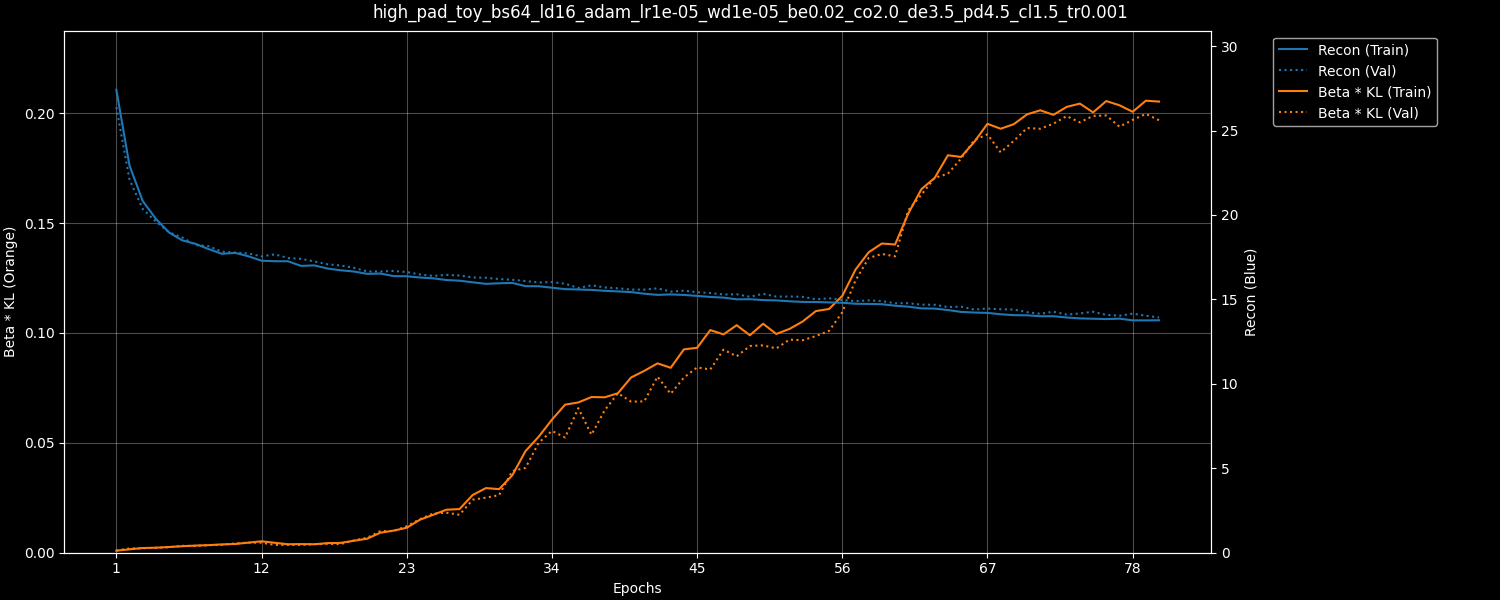 high_pad_toy_bs64_ld16_adam_lr1e-05_wd1e-05_be0.02_co2.0_de3.5_pd4.5_cl1.5_tr0.001
Beta * KL (Orange)
0.20
0.15
0.10
0.05
0.00
1
12
23
34
45
56
67
78
Epochs
30
25
20
15
10
5
0
Recon (Blue)
Recon (Train)
Recon (Val)
Beta * KL (Train)
Beta * KL (Val)